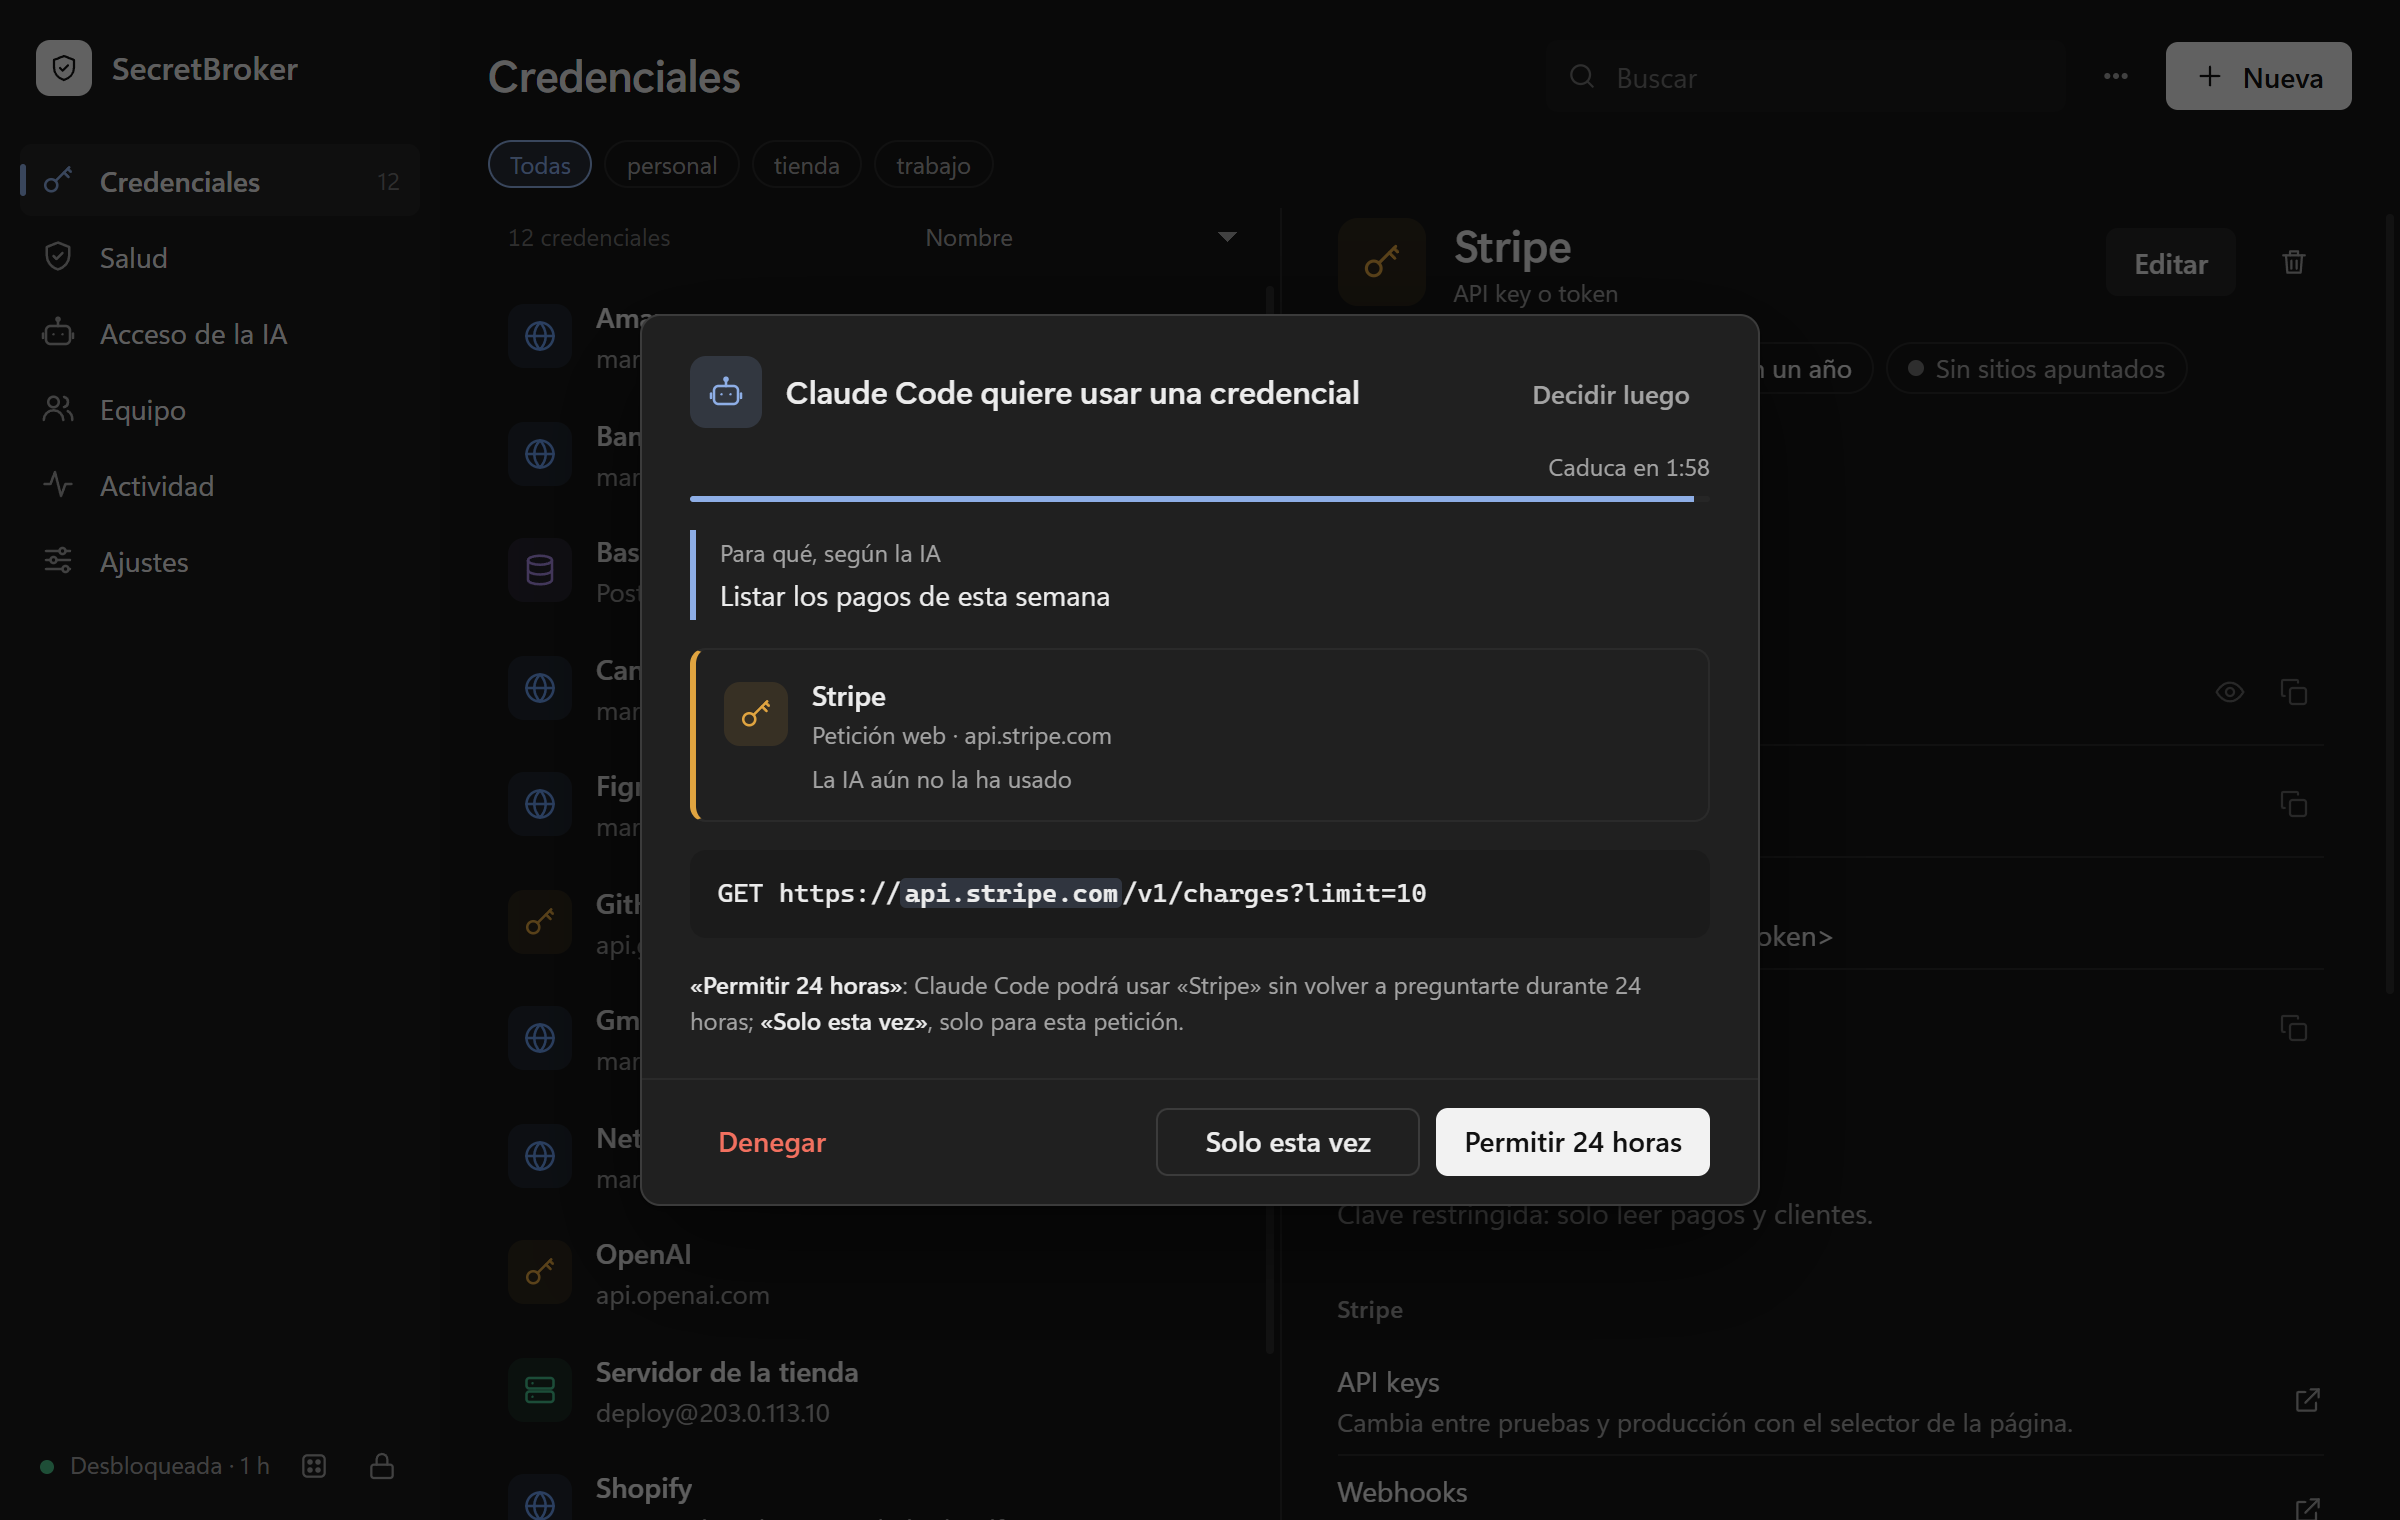 SecretBroker
Credenciales 12
Salud
Acceso de la IA
Equipo
Actividad
Ajustes
Desbloqueada · 1 h
Credenciales
Buscar
Nueva
Todas
personal
tienda
trabajo
12 credenciales
Nombre
Stripe
API key o token
Editar
un año
Sin sitios apuntados
Claude Code quiere usar una credencial
Decidir luego
Caduca en 1:58
Para qué, según la IA
Listar los pagos de esta semana
Stripe
Petición web · api.stripe.com
La IA aún no la ha usado
GET https://api.stripe.com/v1/charges?limit=10
«Permitir 24 horas»: Claude Code podrá usar «Stripe» sin volver a preguntarte durante 24
horas; «Solo esta vez», solo para esta petición.
Denegar
Solo esta vez
Permitir 24 horas
OpenAI
api.openai.com
Servidor de la tienda
deploy@203.0.113.10
Shopify
Clave restringida: solo leer pagos y clientes.
Stripe
API keys
Cambia entre pruebas y producción con el selector de la página.
Webhooks